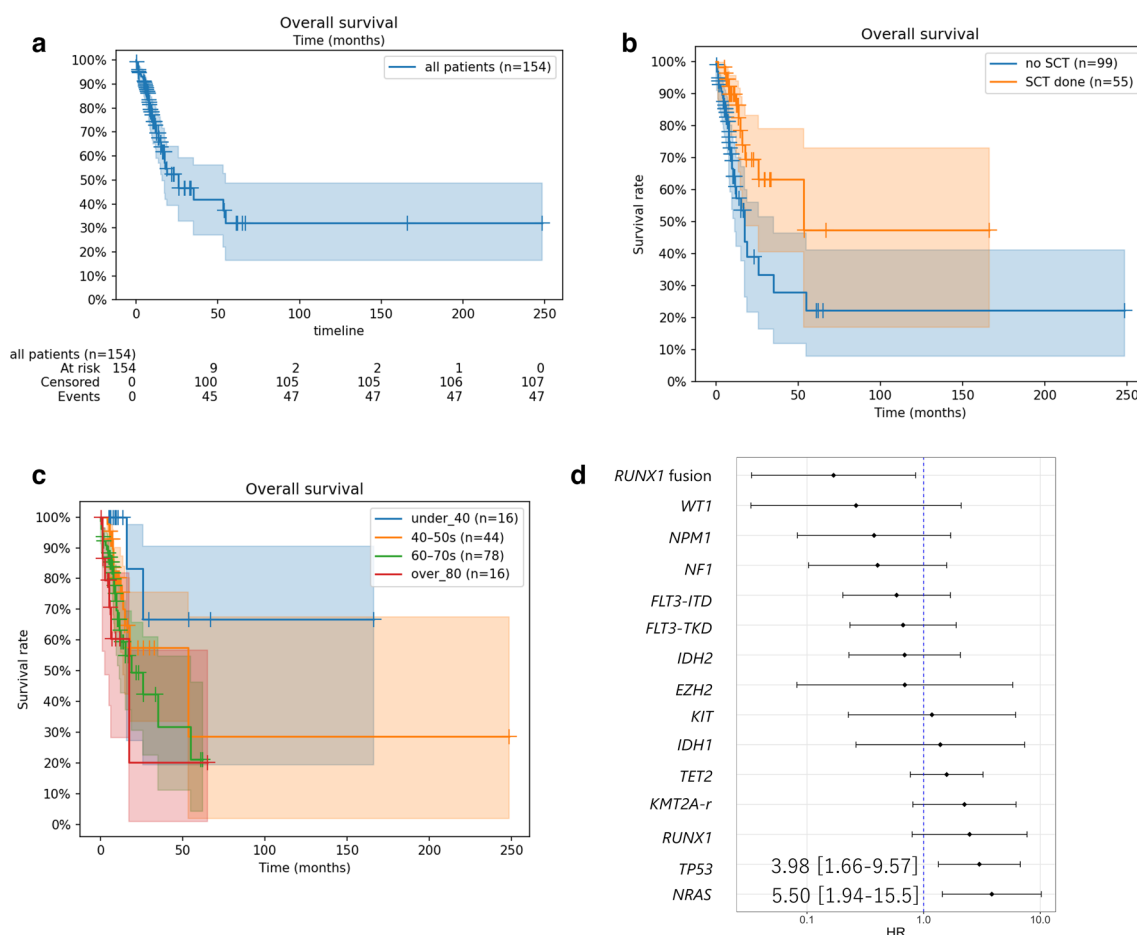 a
Overall survival
Time (months)
all patients (n=154)
100%
90%
80%
70%
60%
50%
40%
30%
20%
10%
0%
0 50 100 150 200 250
timeline
all patients (n=154)
At risk 154 9 2 2 1 0
Censored 0 100 105 105 106 107
Events 0 45 47 47 47 47
b
Overall survival
no SCT (n=99)
SCT done (n=55)
Survival rate
100%
90%
80%
70%
60%
50%
40%
30%
20%
10%
0%
0 50 100 150 200 250
Time (months)
c
Overall survival
under_40 (n=16)
40–50s (n=44)
60–70s (n=78)
over_80 (n=16)
Survival rate
100%
90%
80%
70%
60%
50%
40%
30%
20%
10%
0%
0 50 100 150 200 250
Time (months)
d
RUNX1 fusion
WT1
NPM1
NF1
FLT3-ITD
FLT3-TKD
IDH2
EZH2
KIT
IDH1
TET2
KMT2A-r
RUNX1
TP53 3.98 [1.66-9.57]
NRAS 5.50 [1.94-15.5]
0.1 1.0 10.0
HR